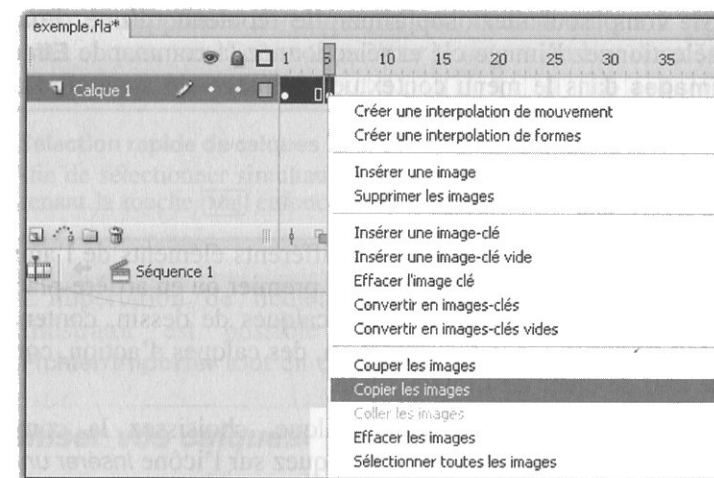 exemple.fla*
1 5 10 15 20 25 30 35
Calque 1
Créer une interpolation de mouvement
Créer une interpolation de formes
Insérer une image
Supprimer les images
Insérer une image-clé
Insérer une image-clé vide
Effacer l'image clé
Convertir en images-clés
Convertir en images-clés vides
Séquence 1
Couper les images
Copier les images
Coller les images
Effacer les images
Sélectionner toutes les images